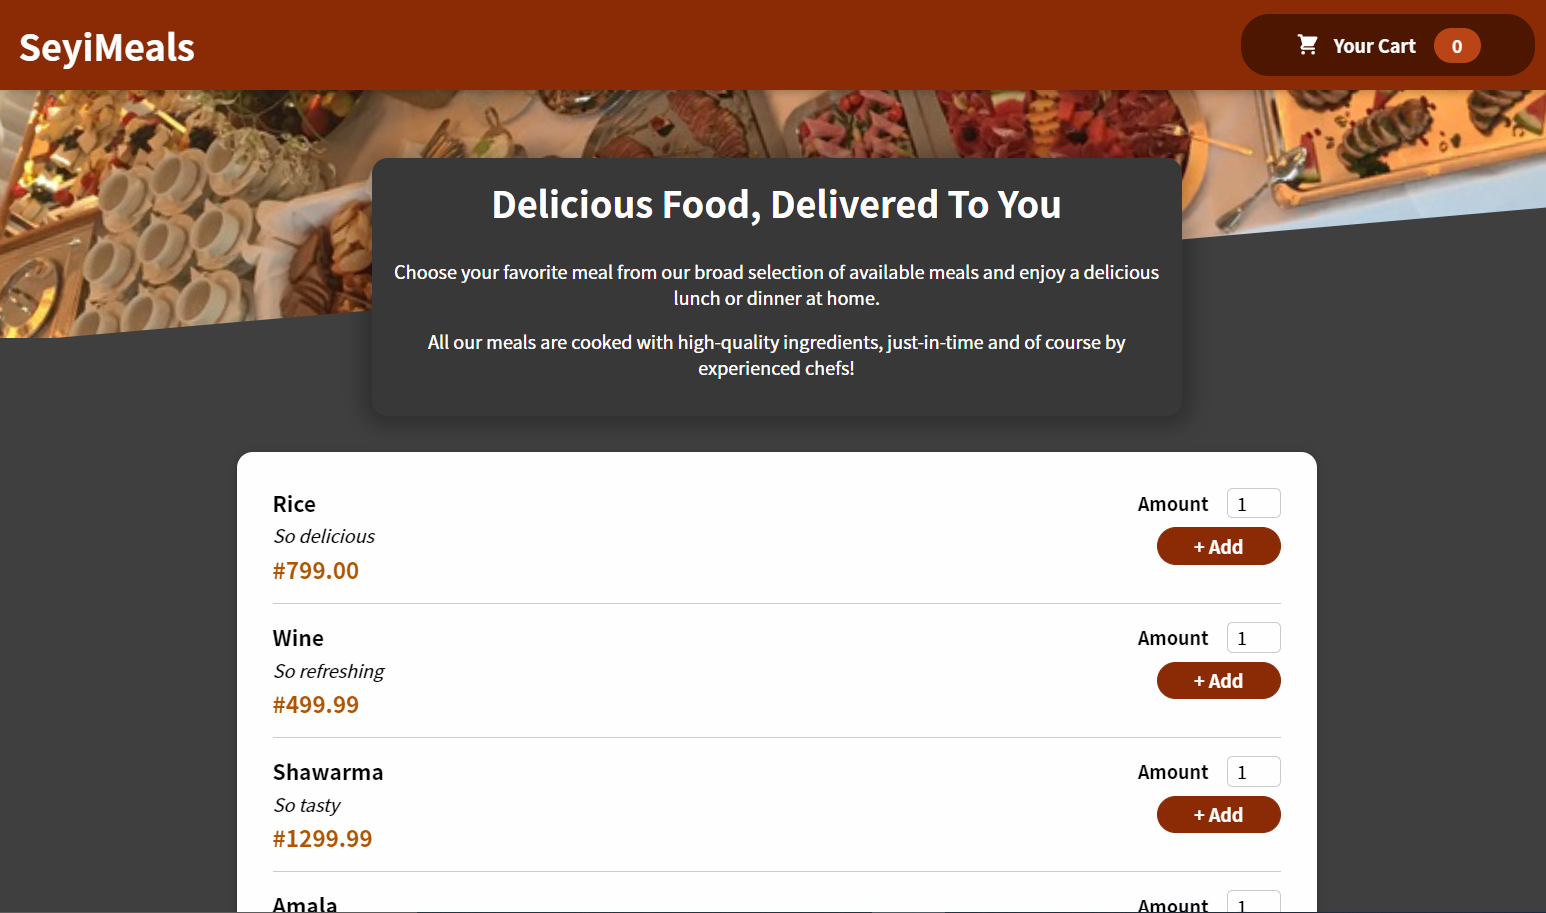 SeyiMeals
Your Cart 0
Delicious Food, Delivered To You
Choose your favorite meal from our broad selection of available meals and enjoy a delicious
lunch or dinner at home.
All our meals are cooked with high-quality ingredients, just-in-time and of course by
experienced chefs!
Rice
So delicious
#799.00
Amount 1
+ Add
Wine
So refreshing
#499.99
Amount 1
+ Add
Shawarma
So tasty
#1299.99
Amount 1
+ Add
Amala
Amount 1